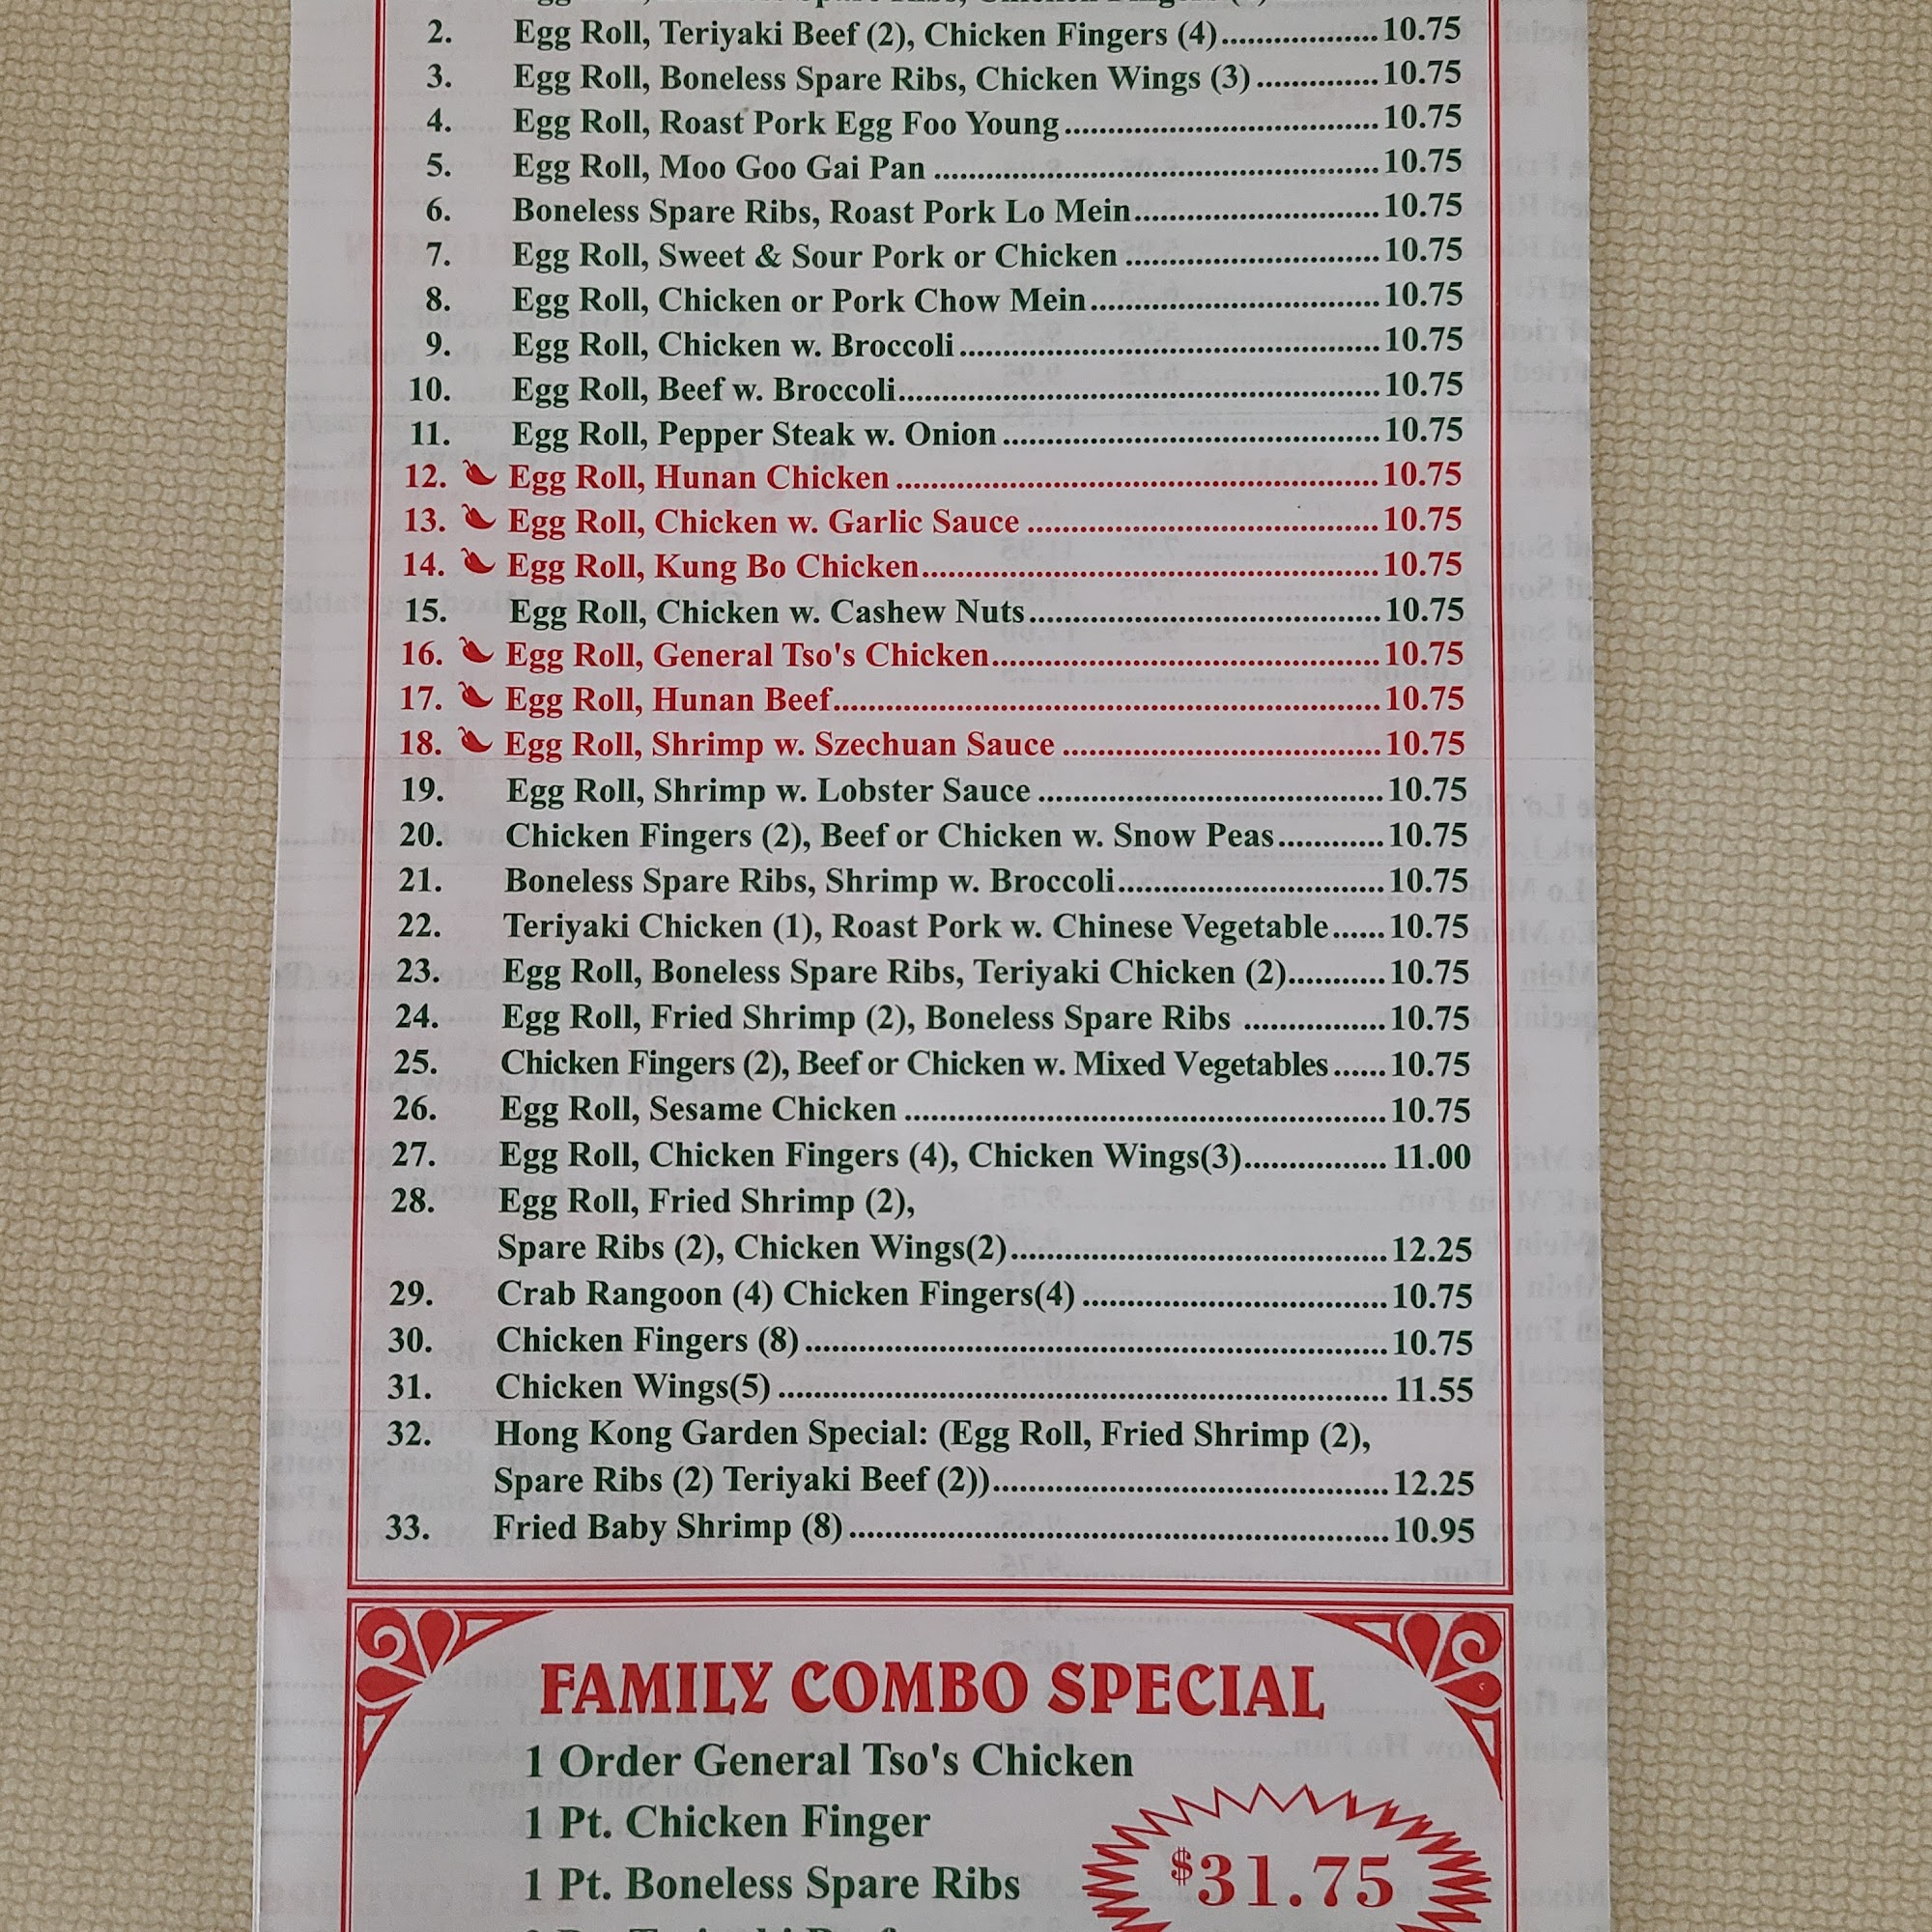 2. Egg Roll, Teriyaki Beef (2), Chicken Fingers (4)..................10.75
3. Egg Roll, Boneless Spare Ribs, Chicken Wings (3)..............10.75
4. Egg Roll, Roast Pork Egg Foo Young....................................10.75
5. Egg Roll, Moo Goo Gai Pan...................................................10.75
6. Boneless Spare Ribs, Roast Pork Lo Mein............................10.75
7. Egg Roll, Sweet & Sour Pork or Chicken.............................10.75
8. Egg Roll, Chicken or Pork Chow Mein.................................10.75
9. Egg Roll, Chicken w. Broccoli................................................10.75
10. Egg Roll, Beef w. Broccoli.......................................................10.75
11. Egg Roll, Pepper Steak w. Onion...........................................10.75
12. Egg Roll, Hunan Chicken.......................................................10.75
13. Egg Roll, Chicken w. Garlic Sauce........................................10.75
14. Egg Roll, Kung Bo Chicken....................................................10.75
15. Egg Roll, Chicken w. Cashew Nuts........................................10.75
16. Egg Roll, General Tso's Chicken............................................10.75
17. Egg Roll, Hunan Beef..............................................................10.75
18. Egg Roll, Shrimp w. Szechuan Sauce....................................10.75
19. Egg Roll, Shrimp w. Lobster Sauce.......................................10.75
20. Chicken Fingers (2), Beef or Chicken w. Snow Peas............10.75
21. Boneless Spare Ribs, Shrimp w. Broccoli..............................10.75
22. Teriyaki Chicken (1), Roast Pork w. Chinese Vegetable......10.75
23. Egg Roll, Boneless Spare Ribs, Teriyaki Chicken (2)...........10.75
24. Egg Roll, Fried Shrimp (2), Boneless Spare Ribs................10.75
25. Chicken Fingers (2), Beef or Chicken w. Mixed Vegetables......10.75
26. Egg Roll, Sesame Chicken......................................................10.75
27. Egg Roll, Chicken Fingers (4), Chicken Wings(3)................11.00
28. Egg Roll, Fried Shrimp (2),
Spare Ribs (2), Chicken Wings(2)..........................................12.25
29. Crab Rangoon (4) Chicken Fingers(4)..................................10.75
30. Chicken Fingers (8).................................................................10.75
31. Chicken Wings(5)....................................................................11.55
32. Hong Kong Garden Special: (Egg Roll, Fried Shrimp (2),
Spare Ribs (2) Teriyaki Beef (2))............................................12.25
33. Fried Baby Shrimp (8)............................................................10.95
FAMILY COMBO SPECIAL
1 Order General Tso's Chicken
1 Pt. Chicken Finger
1 Pt. Boneless Spare Ribs
$31.75